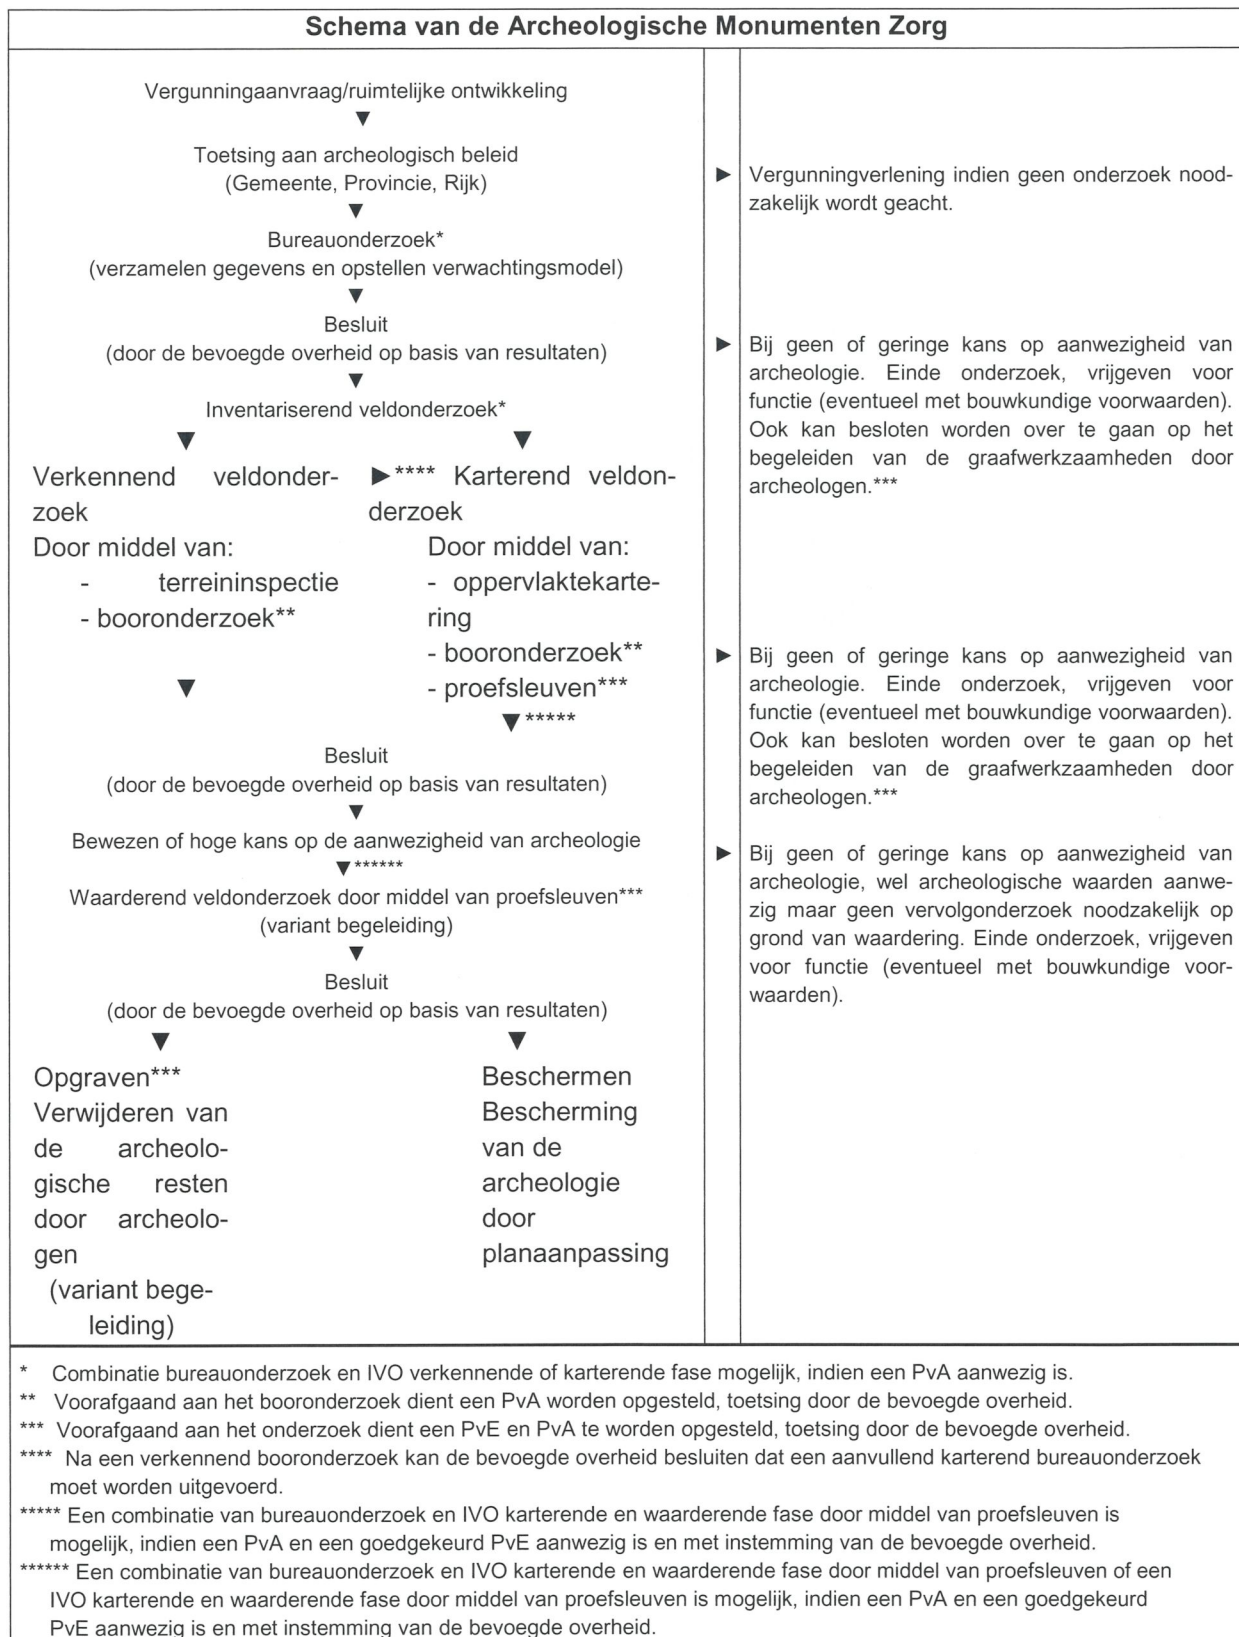 Schema van de Archeologische Monumenten Zorg
Vergunningaanvraag/ruimtelijke ontwikkeling
▼
Toetsing aan archeologisch beleid
(Gemeente, Provincie, Rijk)
▼
Bureauonderzoek*
(verzamelen gegevens en opstellen verwachtingsmodel)
▼
Besluit
(door de bevoegde overheid op basis van resultaten)
▼
Inventariserend veldonderzoek*
▼ ▼
Verkennend veldonder-
zoek
Door middel van:
- terreininspectie
- booronderzoek**
▼
►**** Karterend veldon-
derzoek
Door middel van:
- oppervlaktekarte-
ring
- booronderzoek**
- proefsleuven***
▼*****
Besluit
(door de bevoegde overheid op basis van resultaten)
▼
Bewezen of hoge kans op de aanwezigheid van archeologie
▼******
Waarderend veldonderzoek door middel van proefsleuven***
(variant begeleiding)
▼
Besluit
(door de bevoegde overheid op basis van resultaten)
▼ ▼
Opgraven***
Verwijderen van
de archeolo-
gische resten
door archeolo-
gen
(variant bege-
leiding)
Beschermen
Bescherming
van de
archeologie
door
planaanpassing
► Vergunningverlening indien geen onderzoek nood-
zakelijk wordt geacht.
► Bij geen of geringe kans op aanwezigheid van
archeologie. Einde onderzoek, vrijgeven voor
functie (eventueel met bouwkundige voorwaarden).
Ook kan besloten worden over te gaan op het
begeleiden van de graafwerkzaamheden door
archeologen.***
► Bij geen of geringe kans op aanwezigheid van
archeologie. Einde onderzoek, vrijgeven voor
functie (eventueel met bouwkundige voorwaarden).
Ook kan besloten worden over te gaan op het
begeleiden van de graafwerkzaamheden door
archeologen.***
► Bij geen of geringe kans op aanwezigheid van
archeologie, wel archeologische waarden aanwe-
zig maar geen vervolgonderzoek noodzakelijk op
grond van waardering. Einde onderzoek, vrijgeven
voor functie (eventueel met bouwkundige voor-
waarden).
* Combinatie bureauonderzoek en IVO verkennende of karterende fase mogelijk, indien een PvA aanwezig is.
** Voorafgaand aan het booronderzoek dient een PvA worden opgesteld, toetsing door de bevoegde overheid.
*** Voorafgaand aan het onderzoek dient een PvE en PvA te worden opgesteld, toetsing door de bevoegde overheid.
**** Na een verkennend booronderzoek kan de bevoegde overheid besluiten dat een aanvullend karterend bureauonderzoek
moet worden uitgevoerd.
***** Een combinatie van bureauonderzoek en IVO karterende en waarderende fase door middel van proefsleuven is
mogelijk, indien een PvA en een goedgekeurd PvE aanwezig is en met instemming van de bevoegde overheid.
****** Een combinatie van bureauonderzoek en IVO karterende en waarderende fase door middel van proefsleuven of een
IVO karterende en waarderende fase door middel van proefsleuven is mogelijk, indien een PvA en een goedgekeurd
PvE aanwezig is en met instemming van de bevoegde overheid.